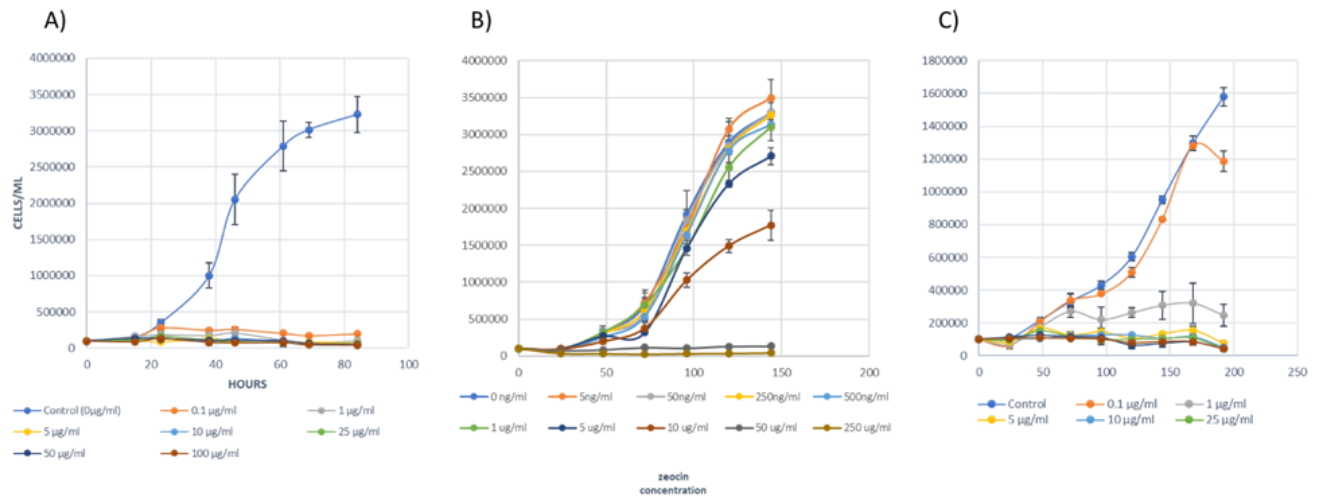 A)
B)
C)
4000000
3500000
3000000
2500000
2000000
1500000
1000000
500000
0
0 20 40 60 80 100
CELLS/ML
HOURS
Control (0µg/ml) 0.1 µg/ml 1 µg/ml
5 µg/ml 10 µg/ml 25 µg/ml
50 µg/ml 100 µg/ml
4000000
3500000
3000000
2500000
2000000
1500000
1000000
500000
0
0 50 100 150 200
0 ng/ml 5ng/ml 50ng/ml 250ng/ml 500ng/ml
1 ug/ml 5 ug/ml 10 ug/ml 50 ug/ml 250 ug/ml
zeocin
concentration
1800000
1600000
1400000
1200000
1000000
800000
600000
400000
200000
0
0 50 100 150 200 250
Control 0.1 µg/ml 1 µg/ml
5 µg/ml 10 µg/ml 25 µg/ml